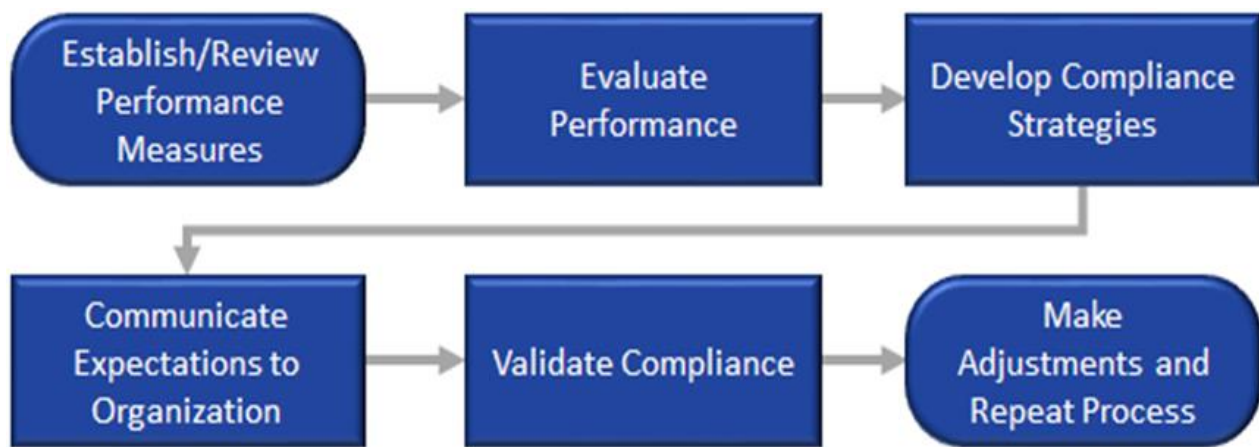 Establish/Review
Performance
Measures
Evaluate
Performance
Develop Compliance
Strategies
Communicate
Expectations to
Organization
Validate Compliance
Make
Adjustments and
Repeat Process